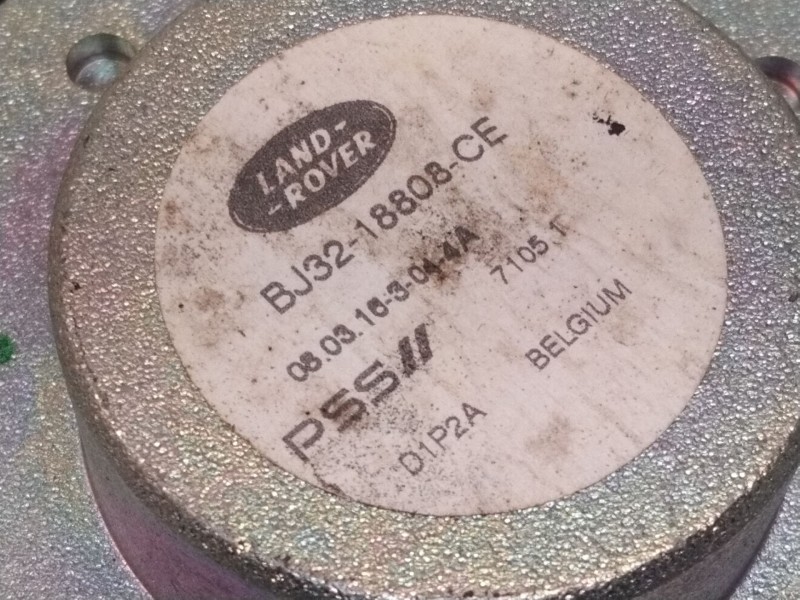 LAND-
-ROVER
BJ32-18808-CE
08.03.16-3-04-4A
7105.1
PSS
D1P2A
BELGIUM